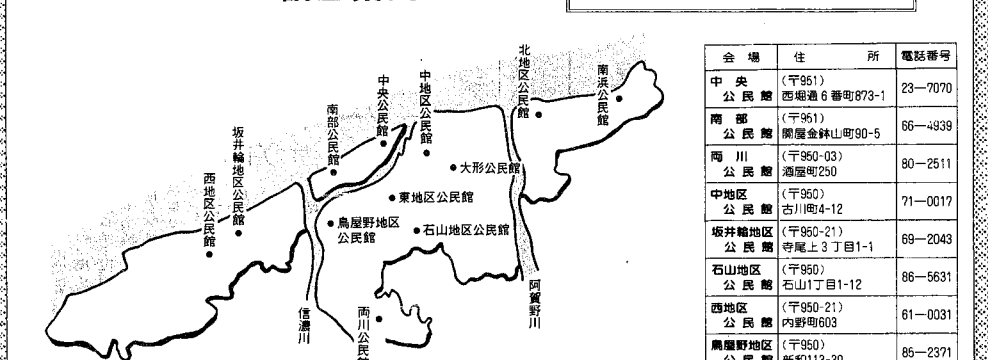 北地区公民館
中地区公民館
中央公民館
南浜公民館
南部公民館
坂井輪地区公民館
西地区公民館
大形公民館
東地区公民館
鳥屋野地区
公民館
石山地区公民館
信濃川
両川公民館
阿賀野川
会場 住所 電話番号
中央 (〒951)
公民館 西堀通6番町873-1 23—7070
南部 (〒951)
公民館 関屋金鉢山町90-5 66—4939
両川 (〒950-03)
公民館 酒屋町250 80—2511
中地区 (〒950)
公民館 古川町4-12 71—0017
坂井輪地区 (〒950-21)
公民館 寺尾上3丁目1-1 69—2043
石山地区 (〒950)
公民館 石山1丁目1-12 86—5631
西地区 (〒950-21)
公民館 内野町603 61—0031
鳥屋野地区 (〒950)
公民館 85—2371